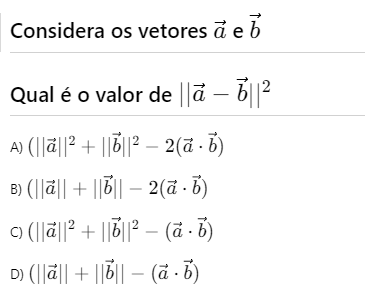 Considera os vetores $\vec{a}$ e $\vec{b}$
Qual é o valor de $||\vec{a} - \vec{b}||^2$
A) $(||\vec{a}||^2 + ||\vec{b}||^2 - 2(\vec{a} \cdot \vec{b})$
B) $(||\vec{a}|| + ||\vec{b}|| - 2(\vec{a} \cdot \vec{b})$
C) $(||\vec{a}||^2 + ||\vec{b}||^2 - (\vec{a} \cdot \vec{b})$
D) $(||\vec{a}|| + ||\vec{b}|| - (\vec{a} \cdot \vec{b})$